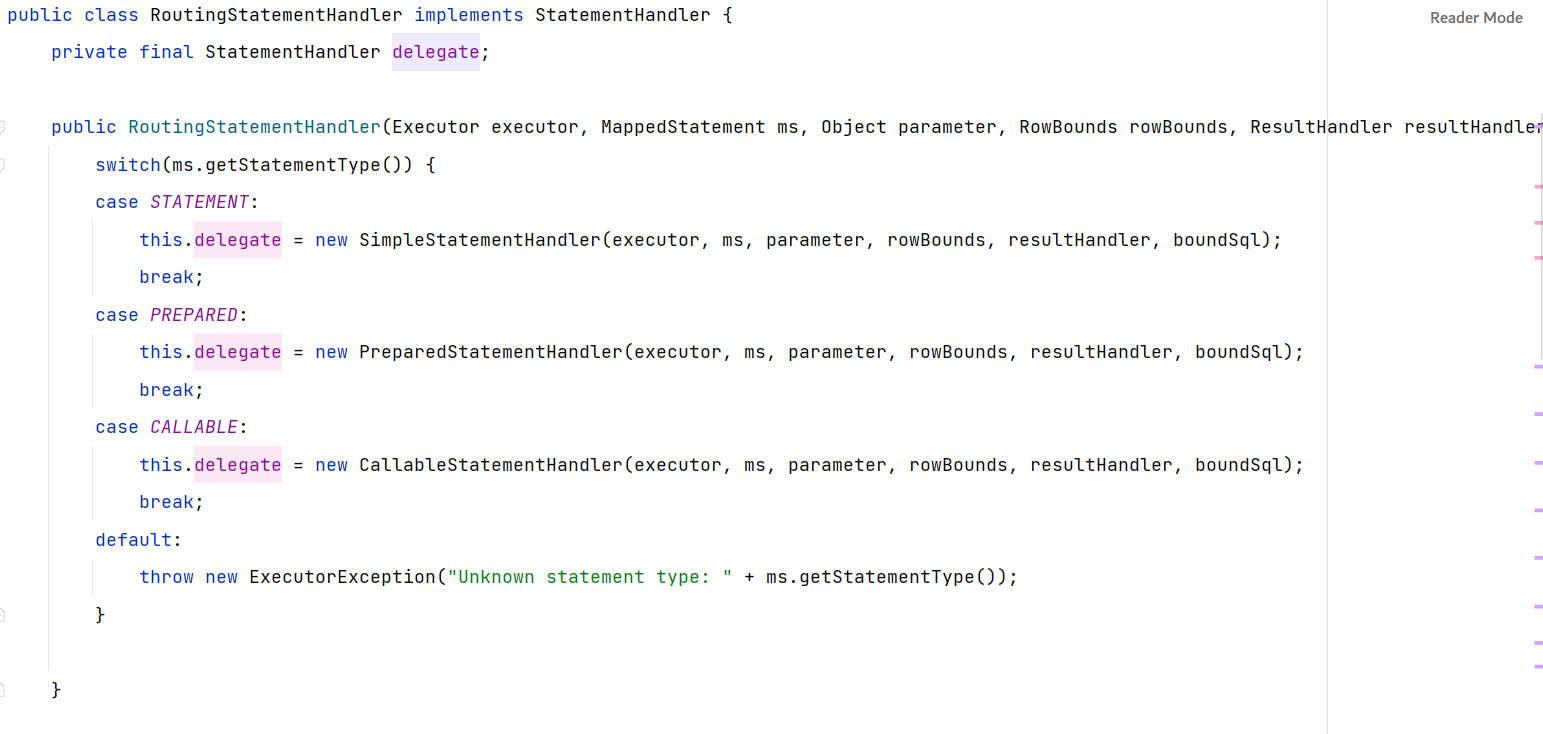 public class RoutingStatementHandler implements StatementHandler {
Reader Mode
    private final StatementHandler delegate;
    public RoutingStatementHandler(Executor executor, MappedStatement ms, Object parameter, RowBounds rowBounds, ResultHandler resultHandler
        switch(ms.getStatementType()) {
        case STATEMENT:
            this.delegate = new SimpleStatementHandler(executor, ms, parameter, rowBounds, resultHandler, boundSql);
            break;
        case PREPARED:
            this.delegate = new PreparedStatementHandler(executor, ms, parameter, rowBounds, resultHandler, boundSql);
            break;
        case CALLABLE:
            this.delegate = new CallableStatementHandler(executor, ms, parameter, rowBounds, resultHandler, boundSql);
            break;
        default:
            throw new ExecutorException("Unknown statement type: " + ms.getStatementType());
        }
    }